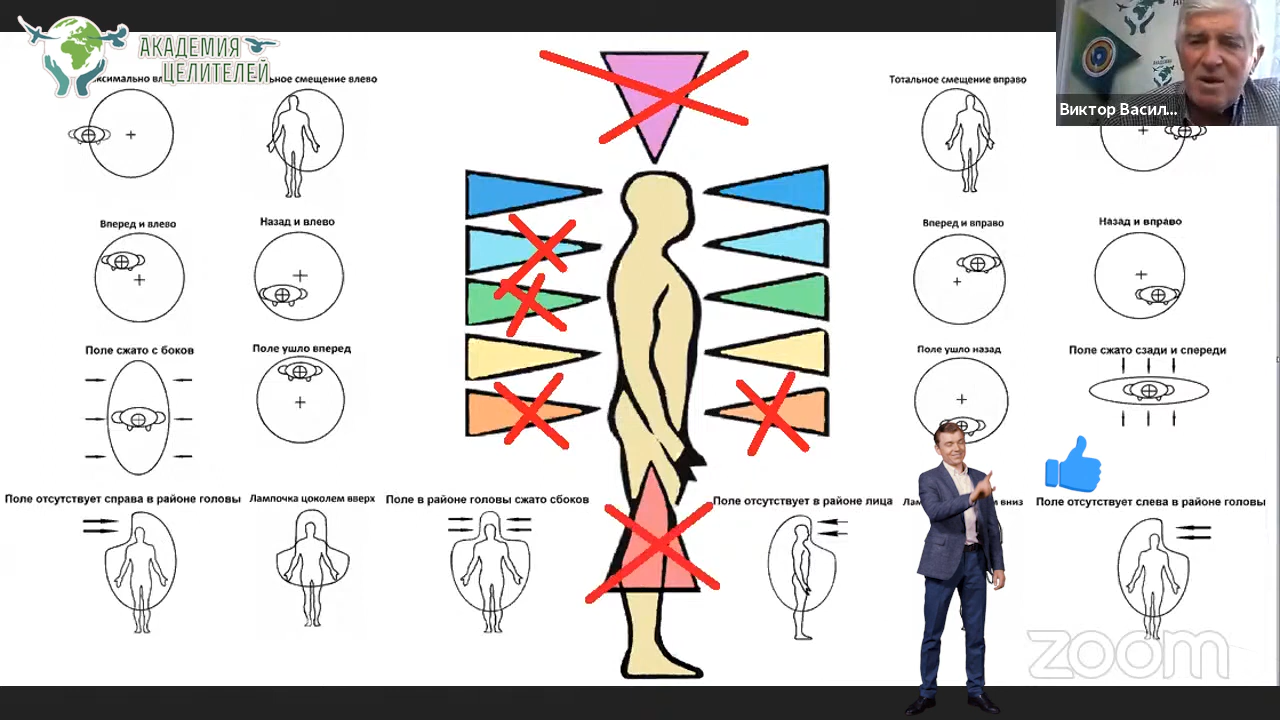 АКАДЕМИЯ
ЦЕЛИТЕЛЕЙ
Виктор Васил...
смещение влево
Тотальное смещение вправо
Вперед и влево
Назад и влево
Вперед и вправо
Назад и вправо
Поле сжато с боков
Поле ушло вперед
Поле ушло назад
Поле сжато сзади и спереди
Поле отсутствует справа в районе головы
Лампочка цоколем вверх
Поле в районе головы сжато сбоков
Поле отсутствует в районе лица
вниз
Поле отсутствует слева в районе головы
zoom